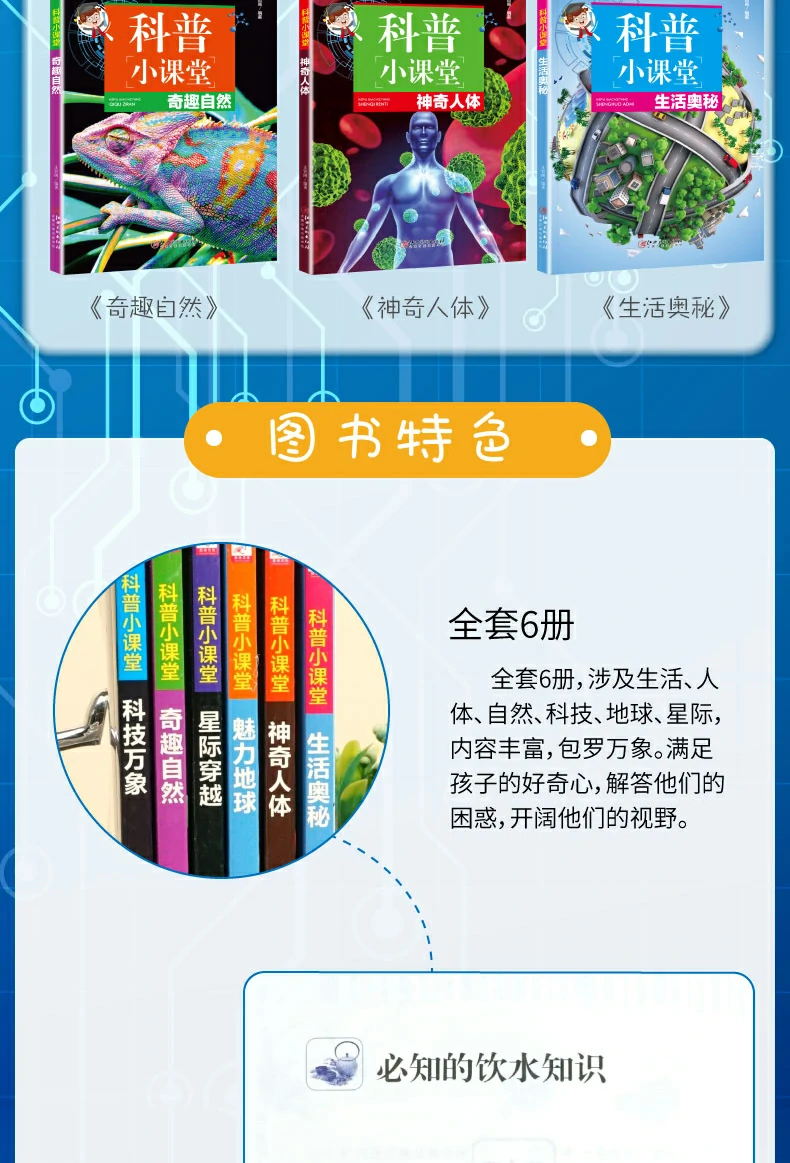 科普
小课堂
奇趣自然
科普小课堂
奇趣自然
科普
小课堂
神奇人体
科普小课堂
神奇人体
科普
小课堂
生活奥秘
科普小课堂
生活奥秘
《奇趣自然》
《神奇人体》
《生活奥秘》
图书特色
科普小课堂
科技万象
科普小课堂
奇趣自然
科普小课堂
星际穿越
科普小课堂
魅力地球
科普小课堂
神奇人体
科普小课堂
生活奥秘
全套6册
全套6册，涉及生活、人
体、自然、科技、地球、星际，
内容丰富，包罗万象。满足
孩子的好奇心，解答他们的
困惑，开阔他们的视野。
必知的饮水知识